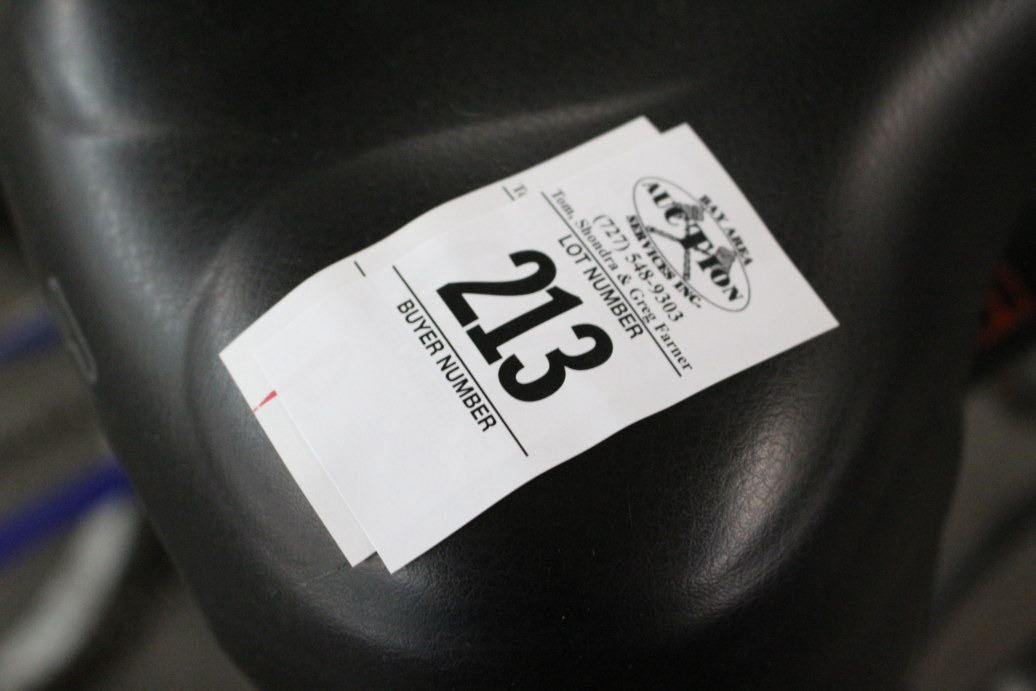 BAY AREA
AUCTION
SERVICES INC.
(727) 548-9303
Tom, Shondra & Greg Farner
LOT NUMBER
213
BUYER NUMBER